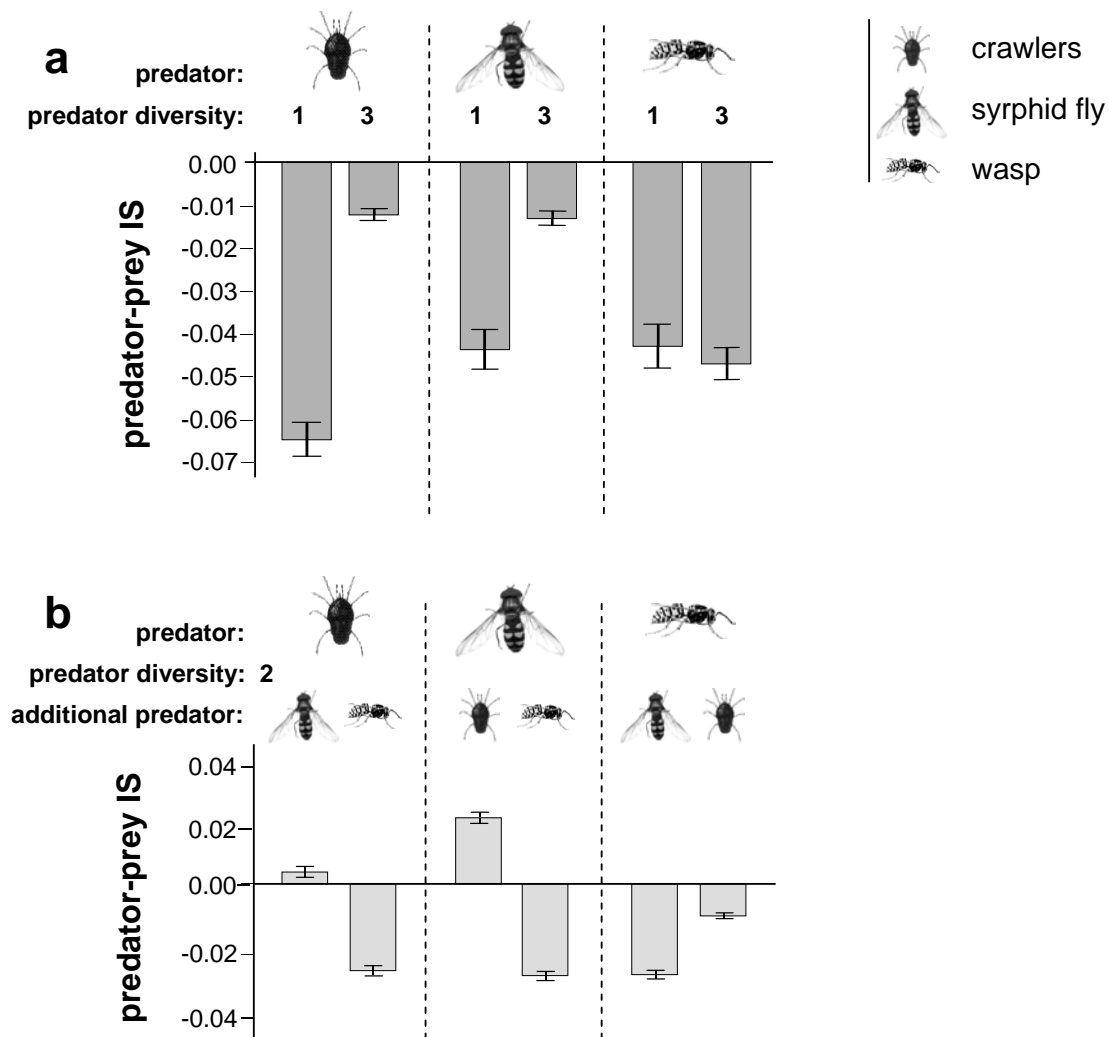 a
predator:
predator diversity: 1 3 1 3 1 3
0.00
-0.01
-0.02
-0.03
-0.04
-0.05
-0.06
-0.07
predator-prey IS
crawlers
syrphid fly
wasp
b
predator:
predator diversity: 2
additional predator:
0.04
0.02
0.00
-0.02
-0.04
predator-prey IS